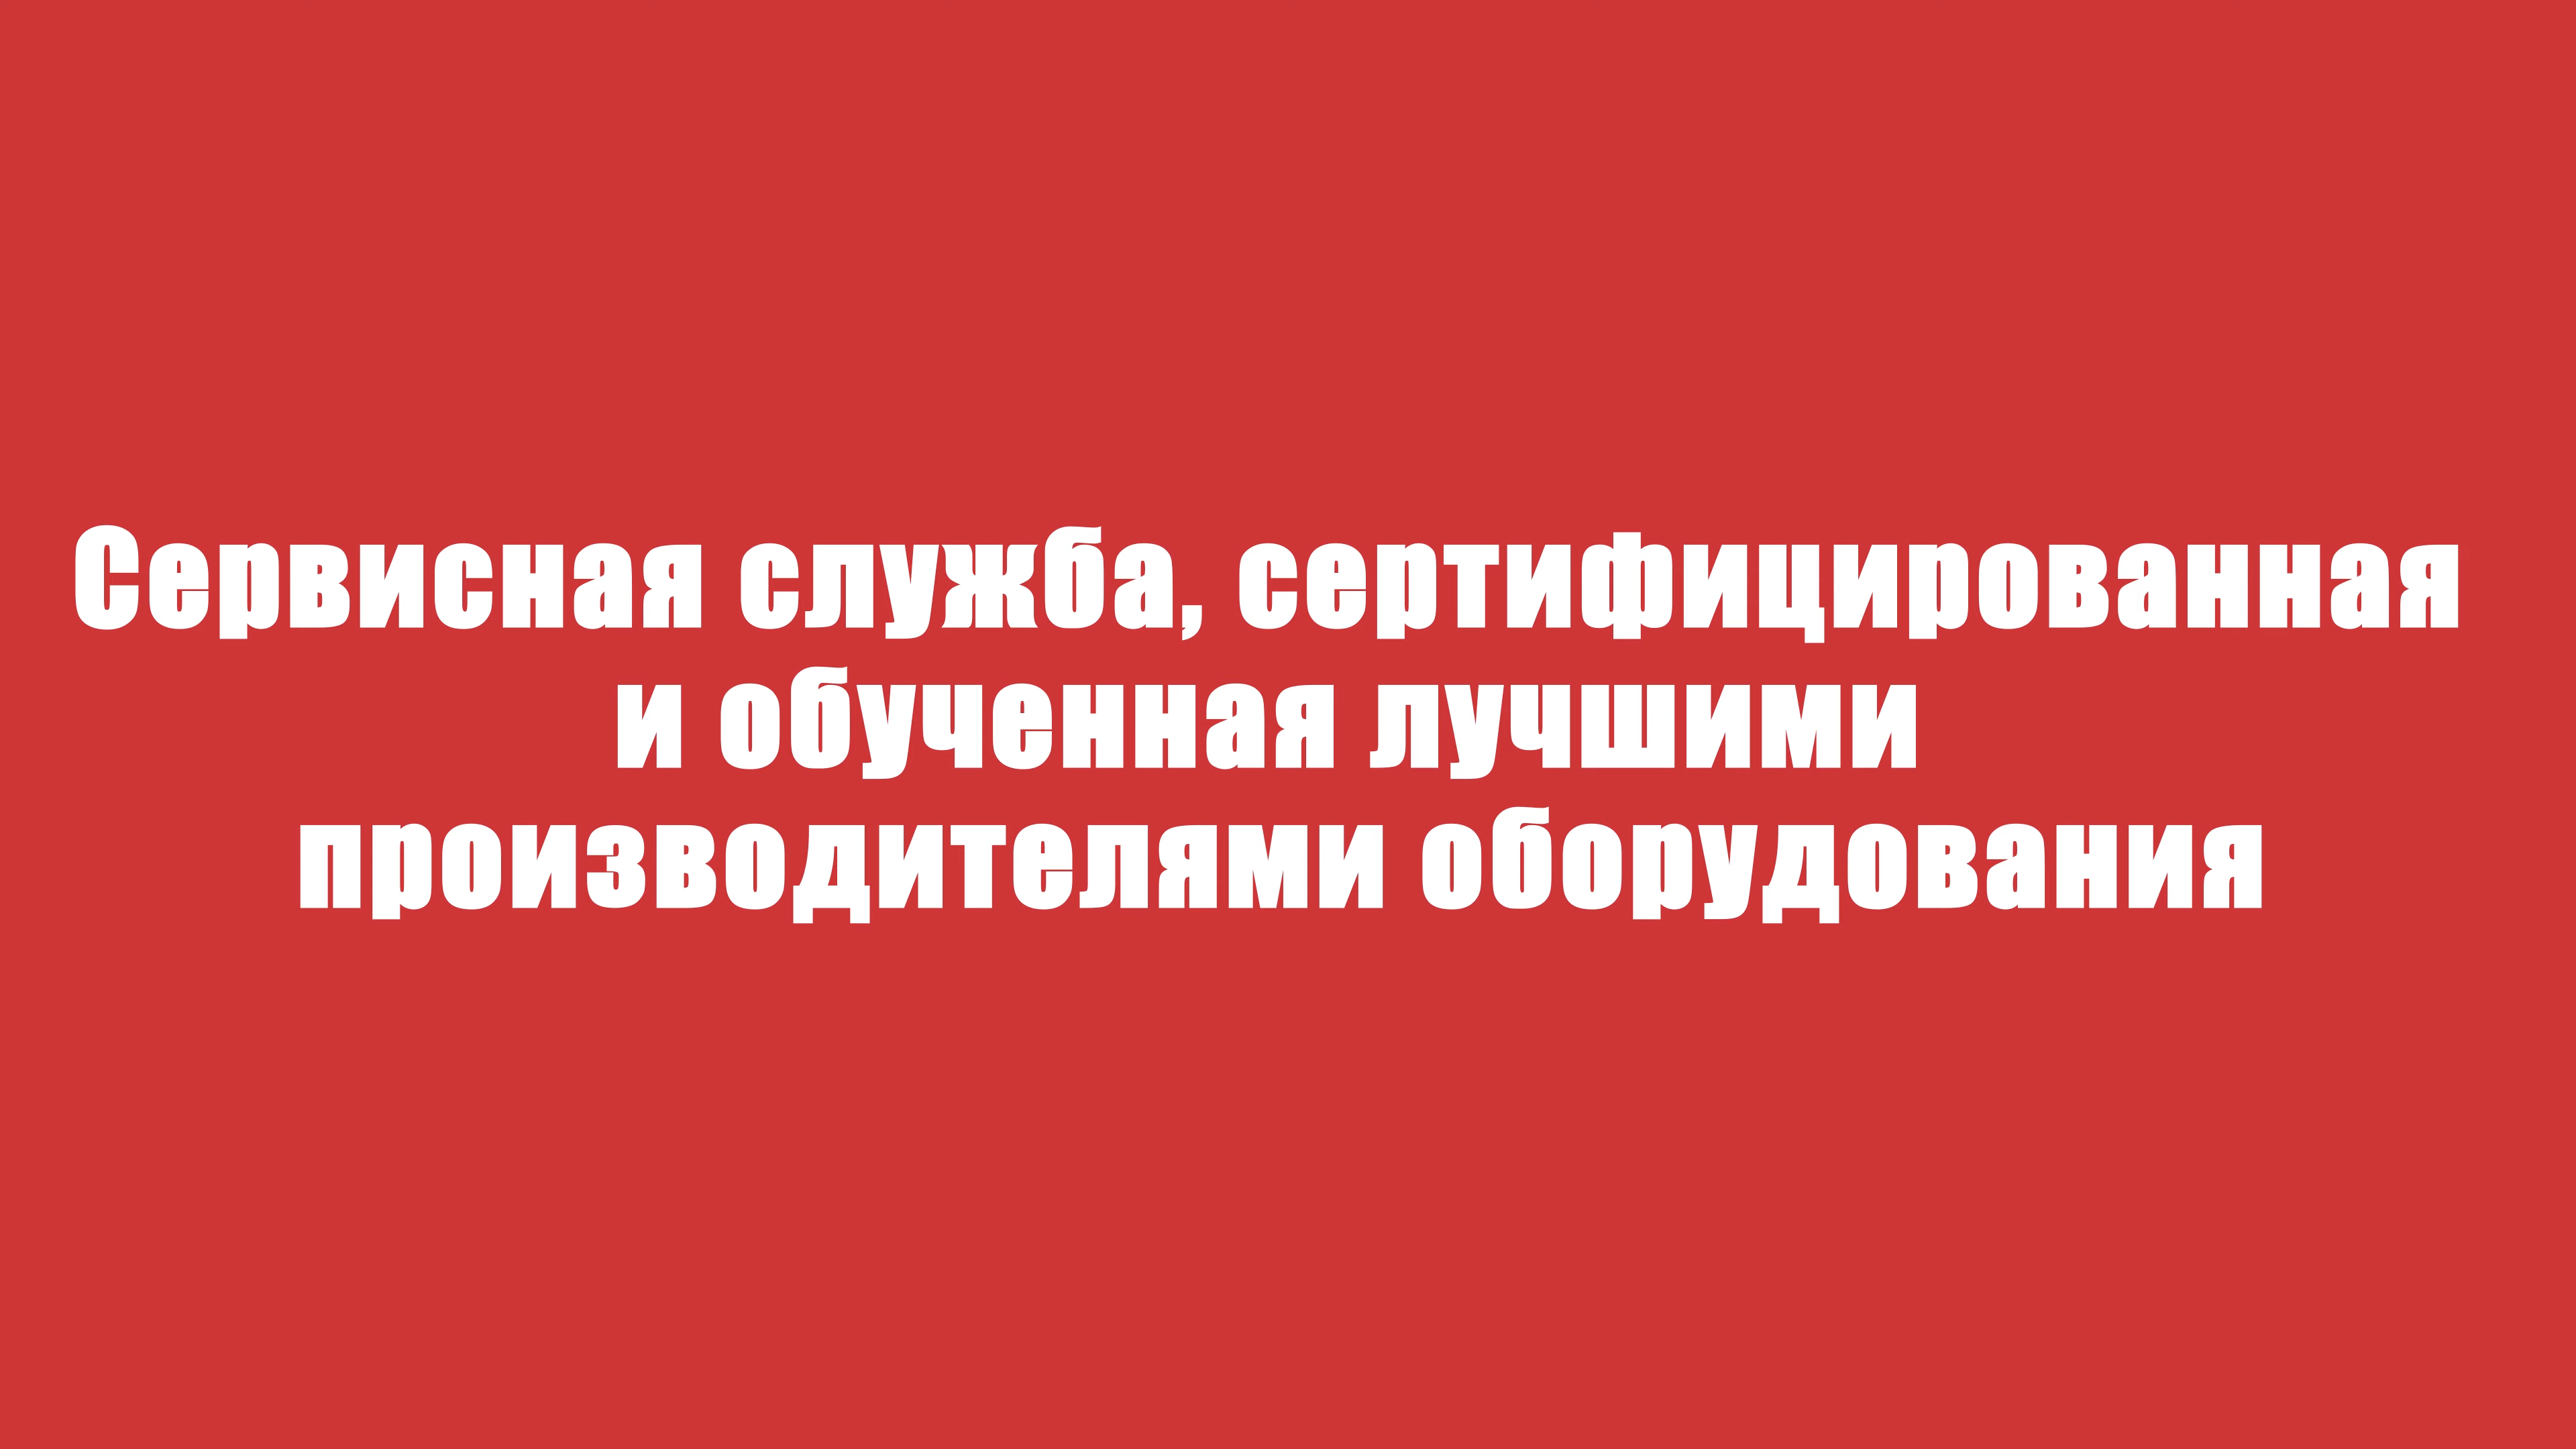 Сервисная служба, сертифицированная
и обученная лучшими
производителями оборудования